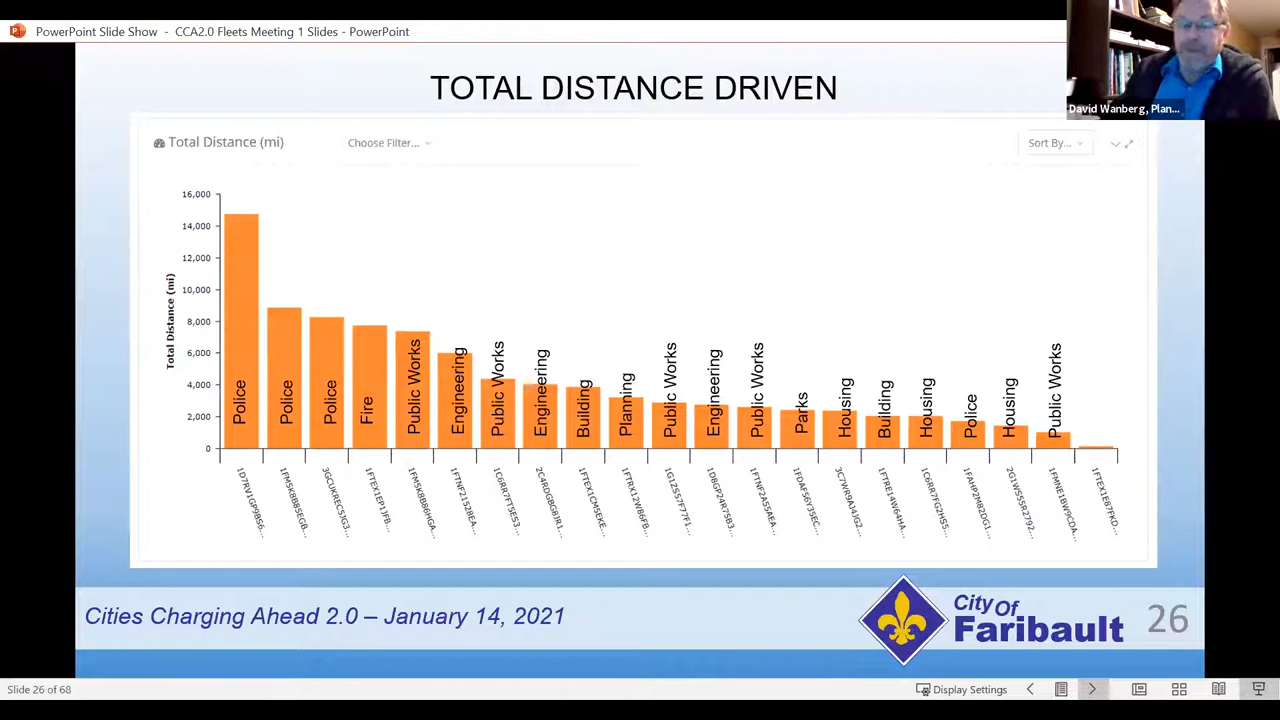 PowerPoint Slide Show - CCA2.0 Fleets Meeting 1 Slides - PowerPoint
David Wanberg, Plan...
TOTAL DISTANCE DRIVEN
Total Distance (mi)
Choose Filter...
Sort By...
Total Distance (mi)
16,000
14,000
12,000
10,000
8,000
6,000
4,000
2,000
0
Police
Police
Police
Fire
Public Works
Engineering
Public Works
Engineering
Building
Planning
Public Works
Engineering
Public Works
Parks
Housing
Building
Housing
Police
Housing
Public Works
Cities Charging Ahead 2.0 – January 14, 2021
City Of
Faribault
26
Slide 26 of 68
Display Settings